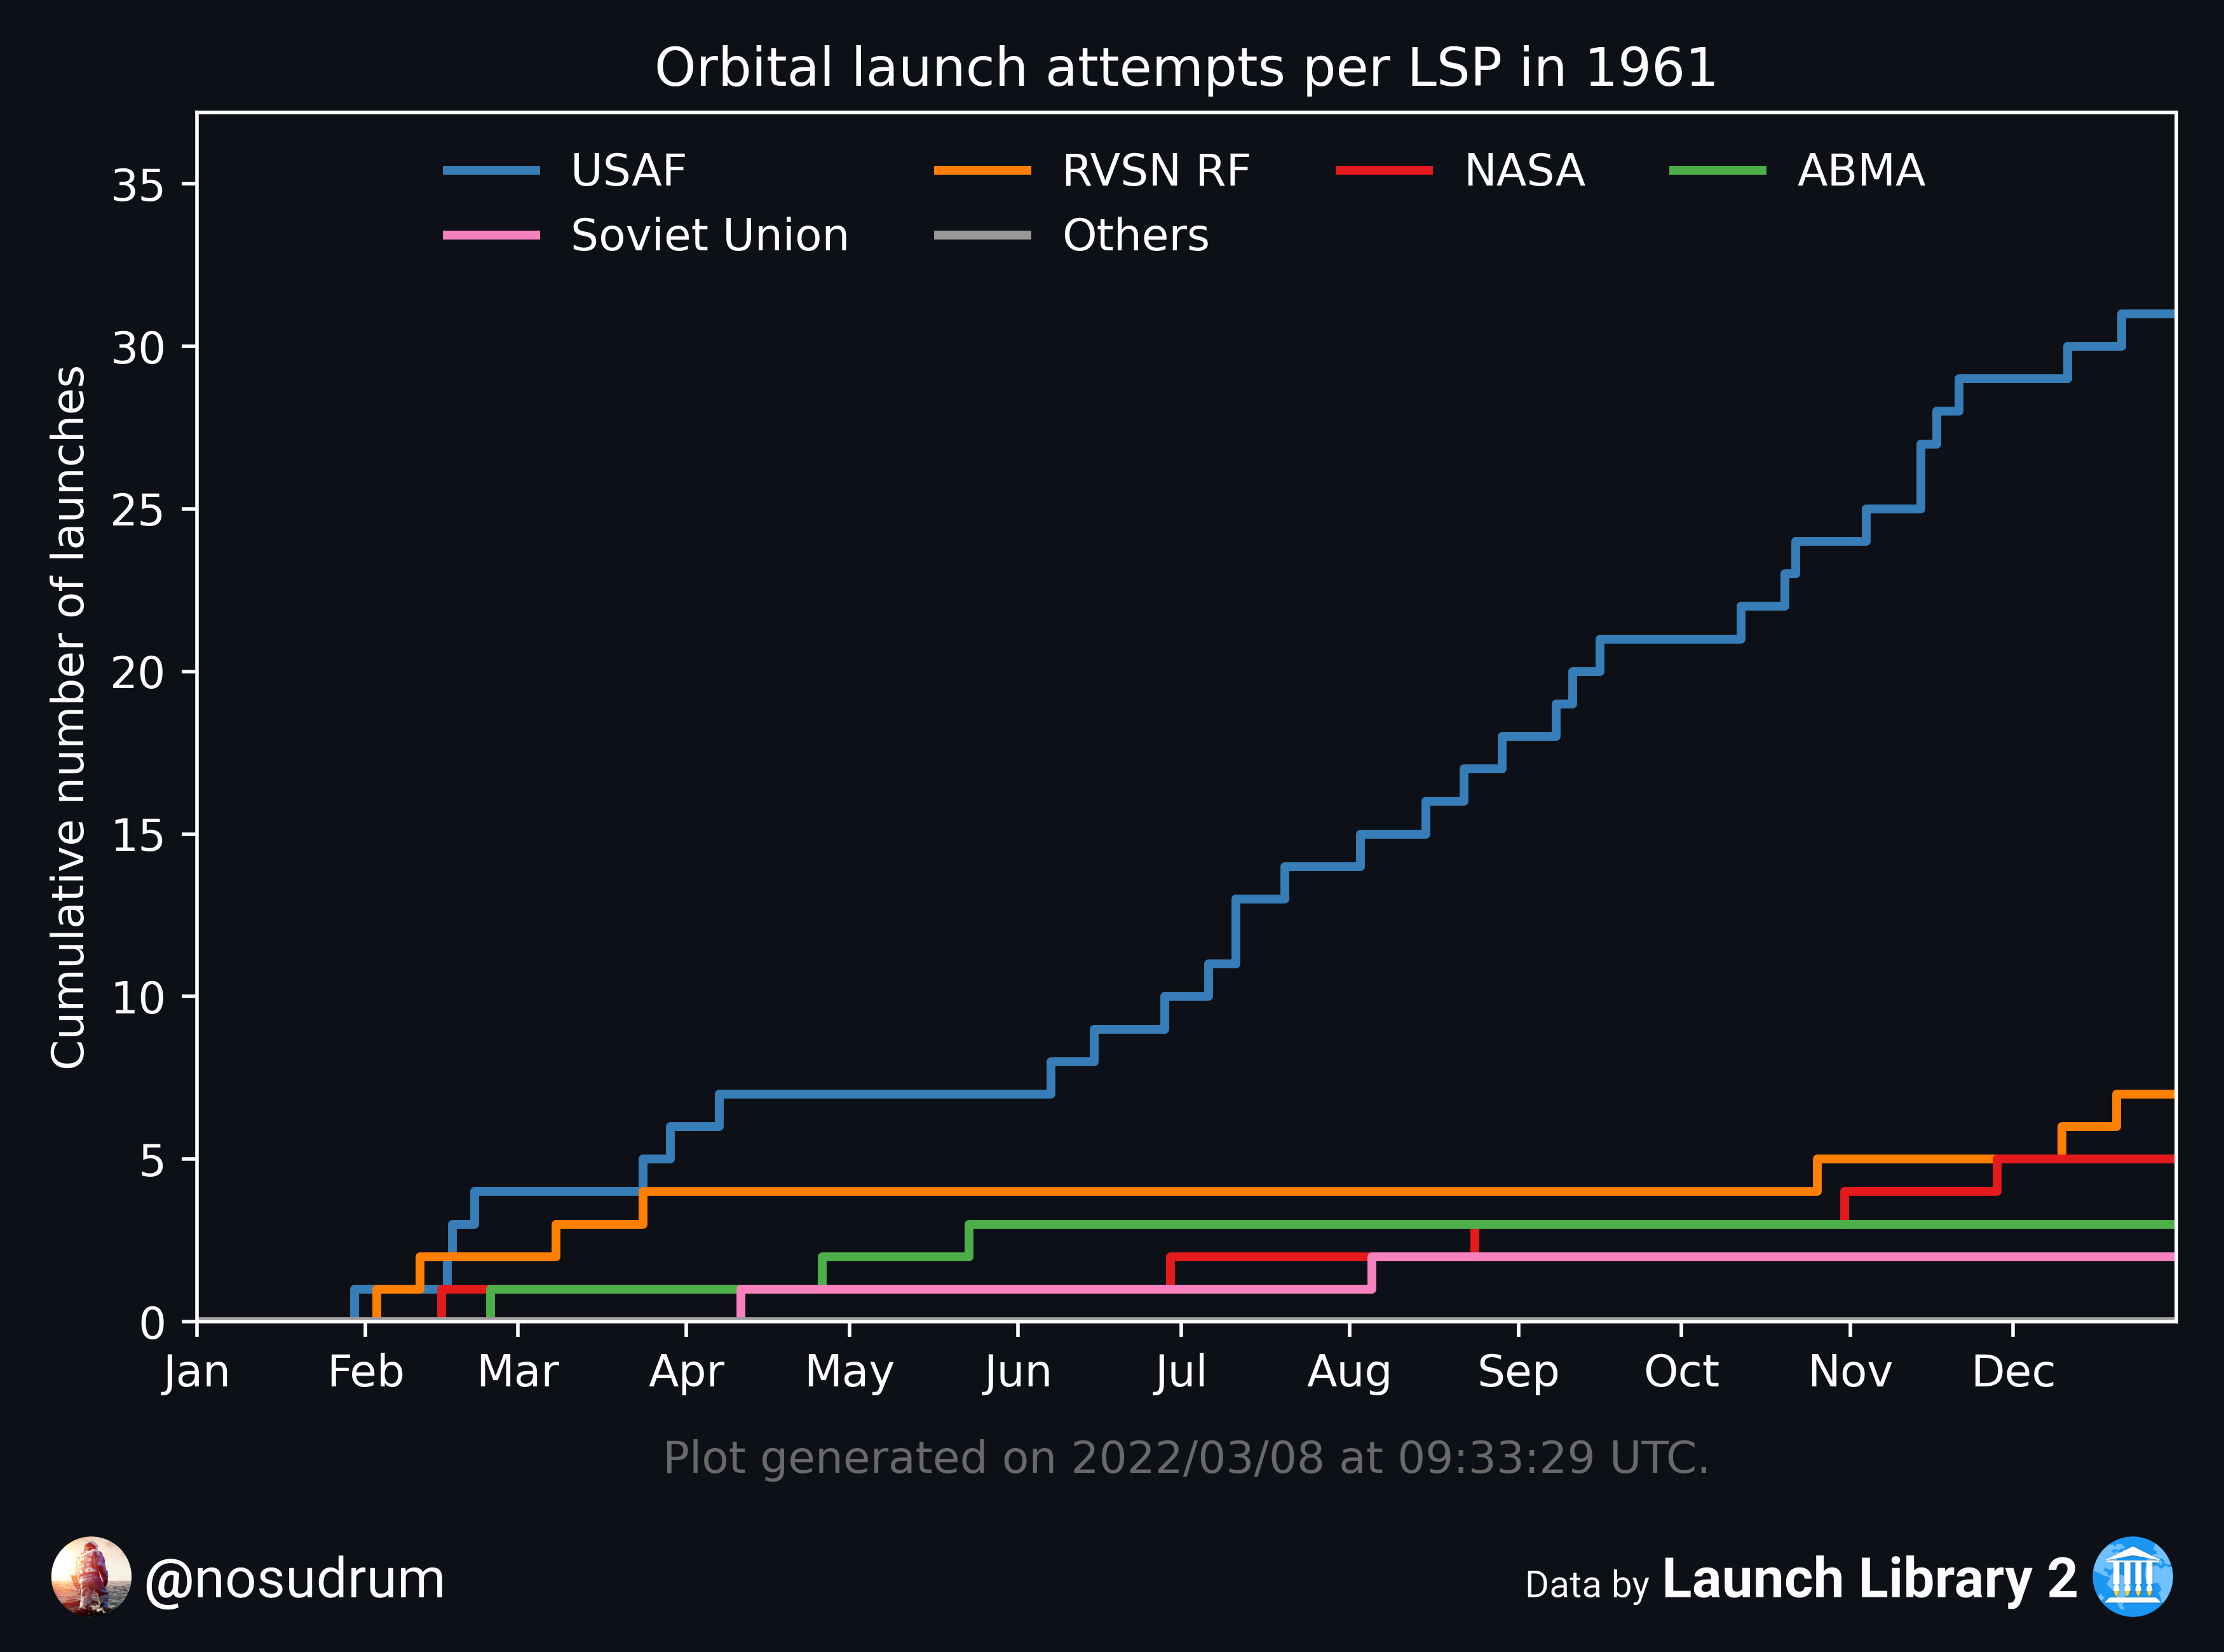 Orbital launch attempts per LSP in 1961
USAF RVSN RF NASA ABMA
Soviet Union Others
Cumulative number of launches
35
30
25
20
15
10
5
0
Jan Feb Mar Apr May Jun Jul Aug Sep Oct Nov Dec
Plot generated on 2022/03/08 at 09:33:29 UTC.
@nosudrum
Data by Launch Library 2